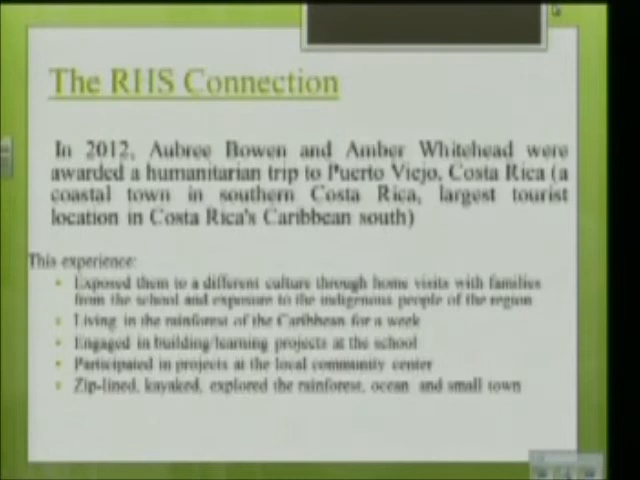 The RHS Connection
In 2012, Aubree Bowen and Amber Whitehead were
awarded a humanitarian trip to Puerto Viejo, Costa Rica (a
coastal town in southern Costa Rica, largest tourist
location in Costa Rica's Caribbean south)
This experience:
• Exposed them to a different culture through home visits with families
from the school and exposure to the indigenous people of the region
• Living in the rainforest of the Caribbean for a week
• Engaged in building/learning projects at the school
• Participated in projects at the local community center
• Zip-lined, kayaked, explored the rainforest, ocean and small town